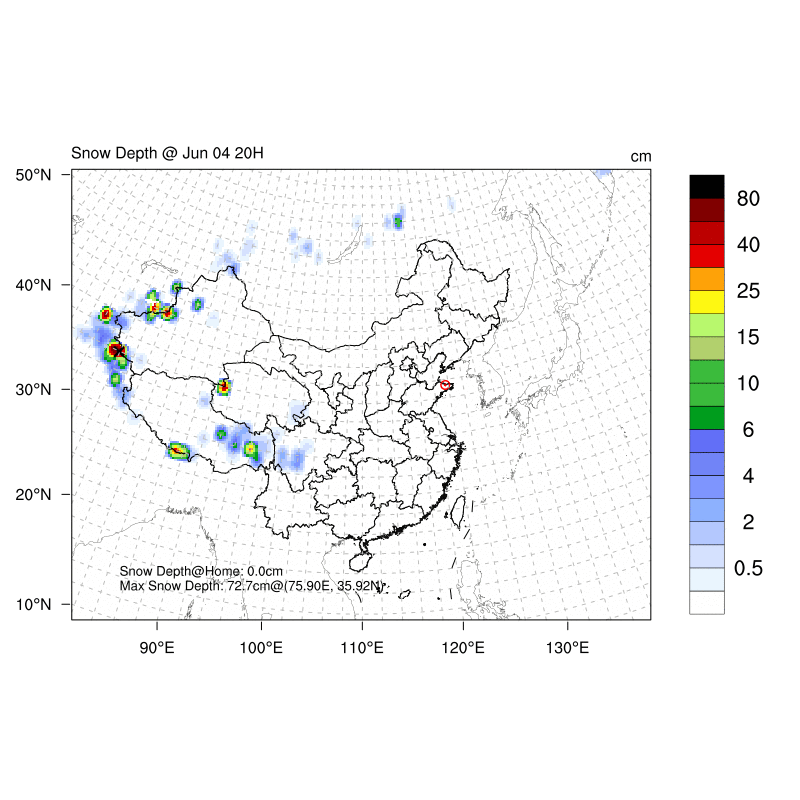 Snow Depth @ Jun 04 20H
cm
50°N
40°N
30°N
20°N
10°N
90°E
100°E
110°E
120°E
130°E
80
40
25
15
10
6
4
2
0.5
Snow Depth@Home: 0.0cm
Max Snow Depth: 72.7cm@(75.90E, 35.92N)